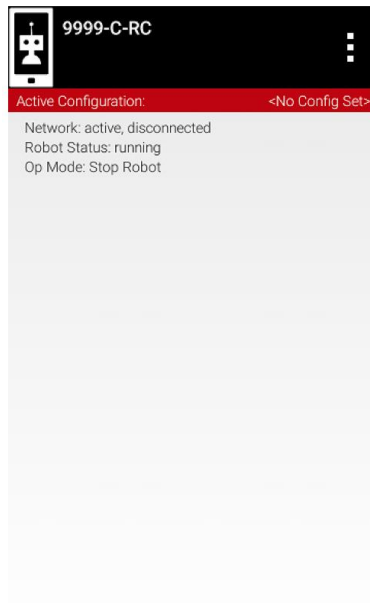 9999-C-RC
Active Configuration: <No Config Set>
Network: active, disconnected
Robot Status: running
Op Mode: Stop Robot